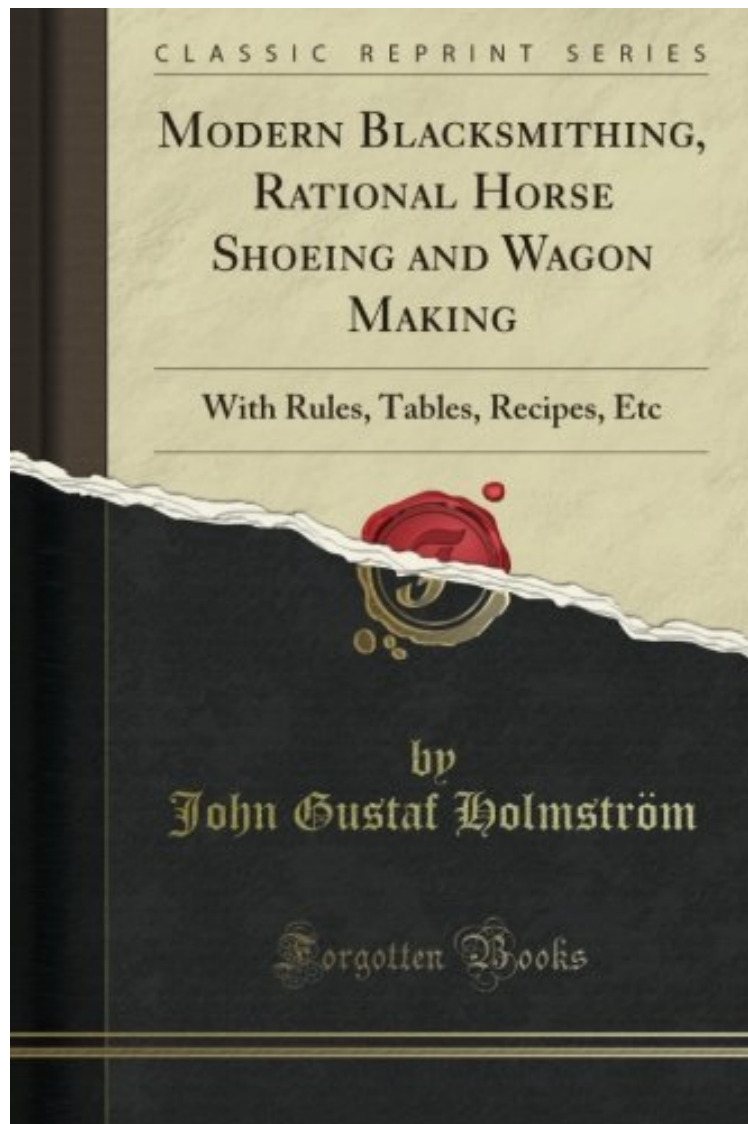 CLASSIC REPRINT SERIES
MODERN BLACKSMITHING,
RATIONAL HORSE
SHOEING AND WAGON
MAKING
With Rules, Tables, Recipes, Etc
by
John Gustaf Holmström
Forgotten Books